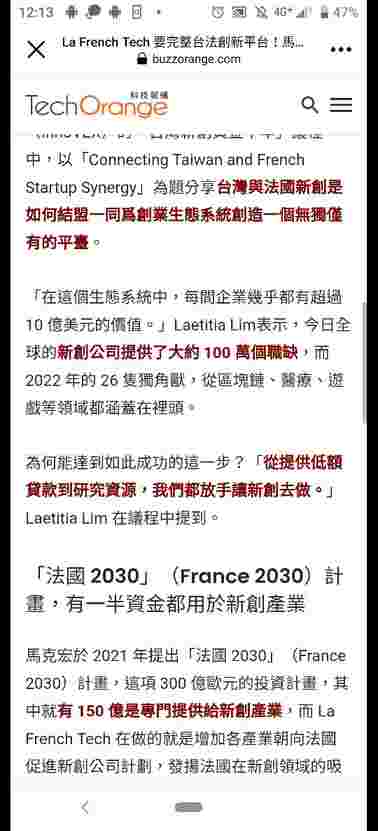 12:13
4G+
47%
La French Tech 要完整台法創新平台！馬...
buzzorange.com
科技報橘
TechOrange
中，以「Connecting Taiwan and French
Startup Synergy」為題分享台灣與法國新創是
如何結盟一同爲創業生態系統創造一個無獨僅
有的平臺。
「在這個生態系統中，每間企業幾乎都有超過
10 億美元的價值。」Laetitia Lim表示，今日全
球的新創公司提供了大約 100 萬個職缺，而
2022 年的 26 隻獨角獸，從區塊鏈、醫療、遊
戲等領域都涵蓋在裡頭。
為何能達到如此成功的這一步？「從提供低額
貸款到研究資源，我們都放手讓新創去做。」
Laetitia Lim 在議程中提到。
「法國 2030」（France 2030）計
畫，有一半資金都用於新創產業
馬克宏於 2021 年提出「法國 2030」（France
2030）計畫，這項 300 億歐元的投資計畫，其
中就有 150 億是專門提供給新創產業，而 La
French Tech 在做的就是增加各產業朝向法國
促進新創公司計劃，發揚法國在新創領域的吸